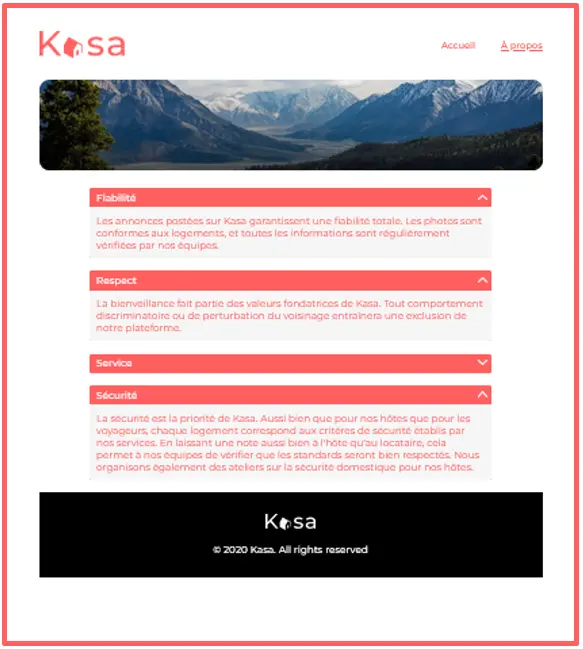 Kasa
Accueil À propos
Fiabilité
Les annonces postées sur Kasa garantissent une fiabilité totale. Les photos sont
conformes aux logements, et toutes les informations sont régulièrement
vérifiées par nos équipes.
Respect
La bienveillance fait partie des valeurs fondatrices de Kasa. Tout comportement
discriminatoire ou de perturbation du voisinage entraînera une exclusion de
notre plateforme.
Service
Sécurité
La sécurité est la priorité de Kasa. Aussi bien que pour nos hôtes que pour les
voyageurs, chaque logement correspond aux critères de sécurité établis par
nos services. En laissant une note aussi bien à l'hôte qu'au locataire, cela
permet à nos équipes de vérifier que les standards seront bien respectés. Nous
organisons également des ateliers sur la sécurité domestique pour nos hôtes.
Kasa
© 2020 Kasa. All rights reserved